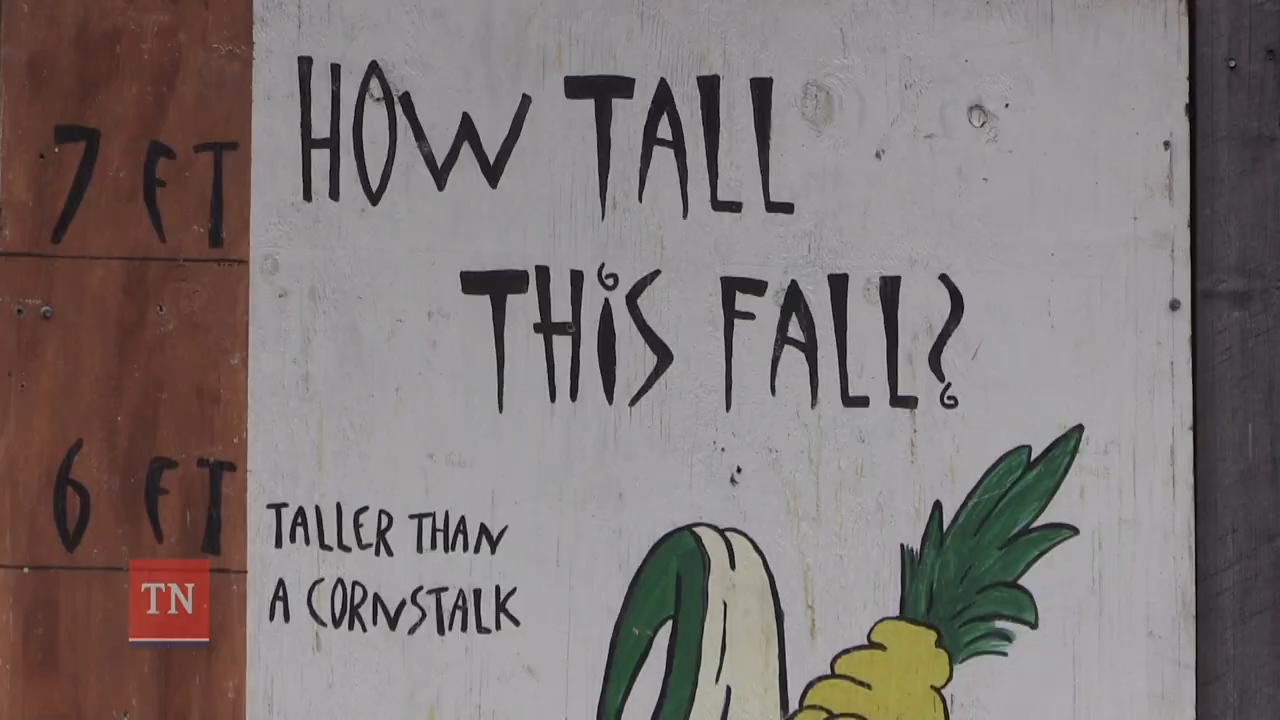 HOW TALL
THIS FALL?
7 FT
6 FT
TALLER THAN
A CORNSTALK
TN